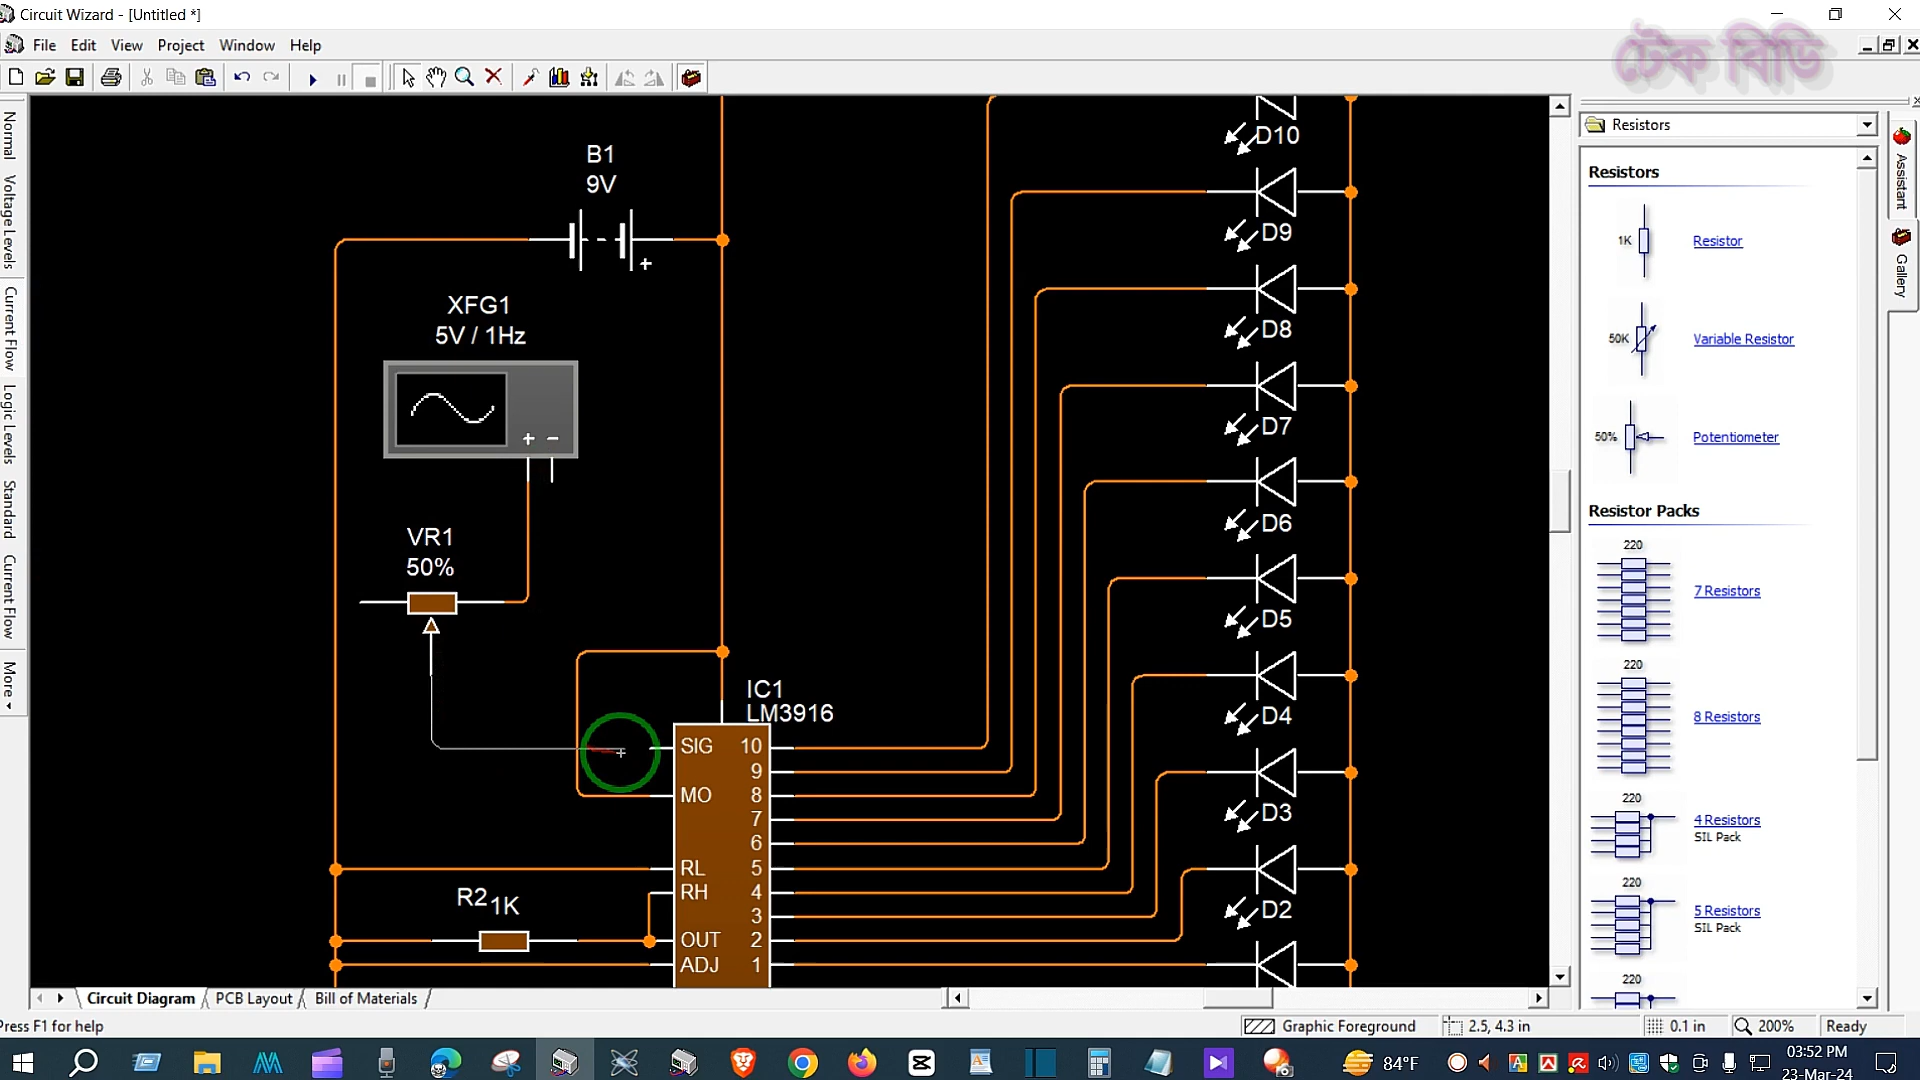 Circuit Wizard - [Untitled *]
File Edit View Project Window Help
টেক বিডি
Normal
Voltage Levels
Current Flow
Logic Levels
Standard
Current Flow
More
B1
9V
XFG1
5V / 1Hz
+ −
VR1
50%
IC1
LM3916
SIG 10
9
MO 8
7
6
RL 5
RH 4
3
OUT 2
ADJ 1
R2 1K
D10
D9
D8
D7
D6
D5
D4
D3
D2
Resistors
Resistors
1K Resistor
50K Variable Resistor
50% Potentiometer
Resistor Packs
220
7 Resistors
220
8 Resistors
220
4 Resistors
SIL Pack
220
5 Resistors
SIL Pack
220
Assistant
Gallery
Circuit Diagram PCB Layout Bill of Materials
Press F1 for help
Graphic Foreground 2.5, 4.3 in 0.1 in 200% Ready
84°F
03:52 PM
23-Mar-24